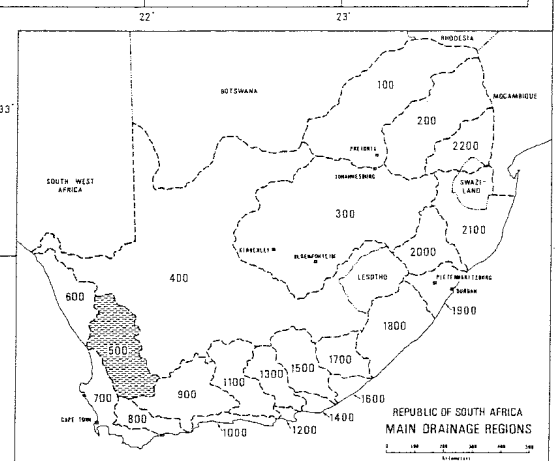 22°
23°
33°
RHODESIA
BOTSWANA
MOCAMBIQUE
100
200
2200
PRETORIA
JOHANNESBURG
SOUTH WEST
AFRICA
SWAZI-
LAND
300
2100
2000
KIMBERLEY
BLOEMFONTEIN
LESOTHO
PIETERMARITZBURG
DURBAN
1900
400
600
500
1800
700
800
900
1100
1300
1500
1700
1600
1400
1200
1000
CAPE TOWN
REPUBLIC OF SOUTH AFRICA
MAIN DRAINAGE REGIONS